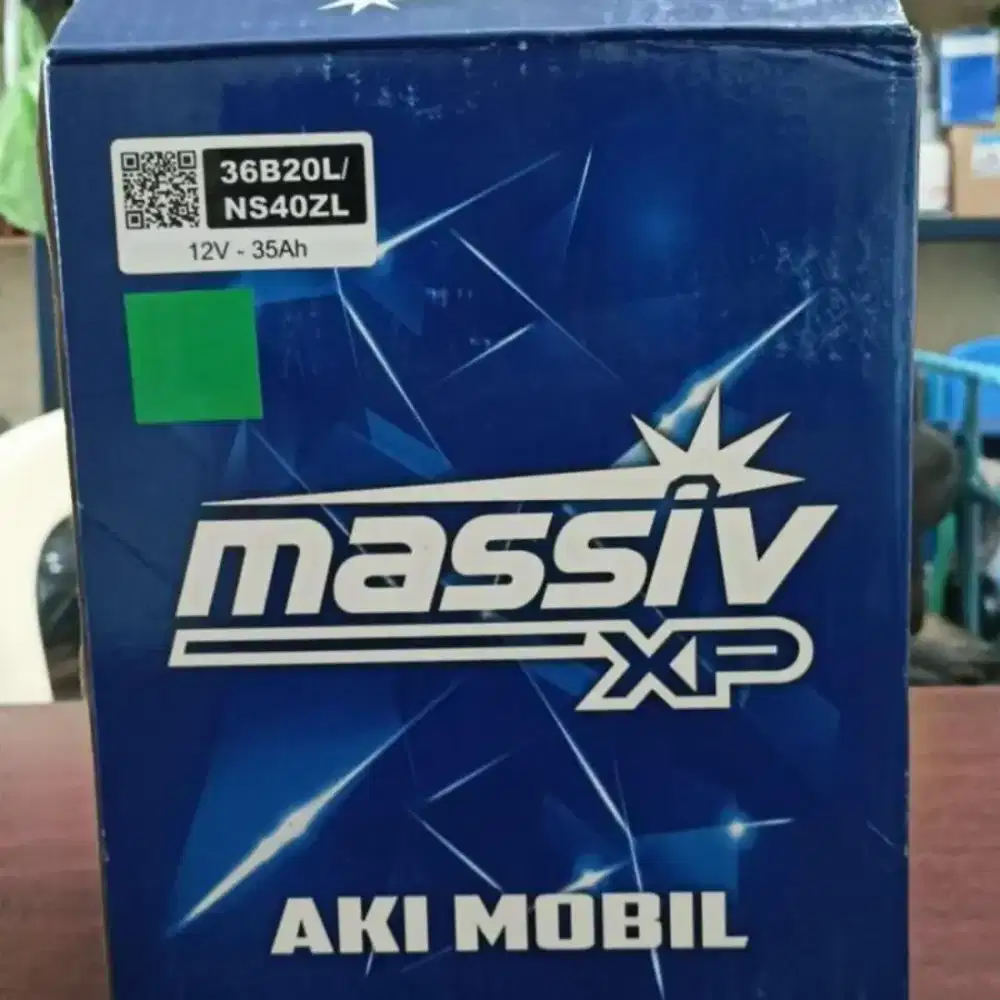 36B20L/
NS40ZL
12V - 35Ah
massiv
XP
AKI MOBIL